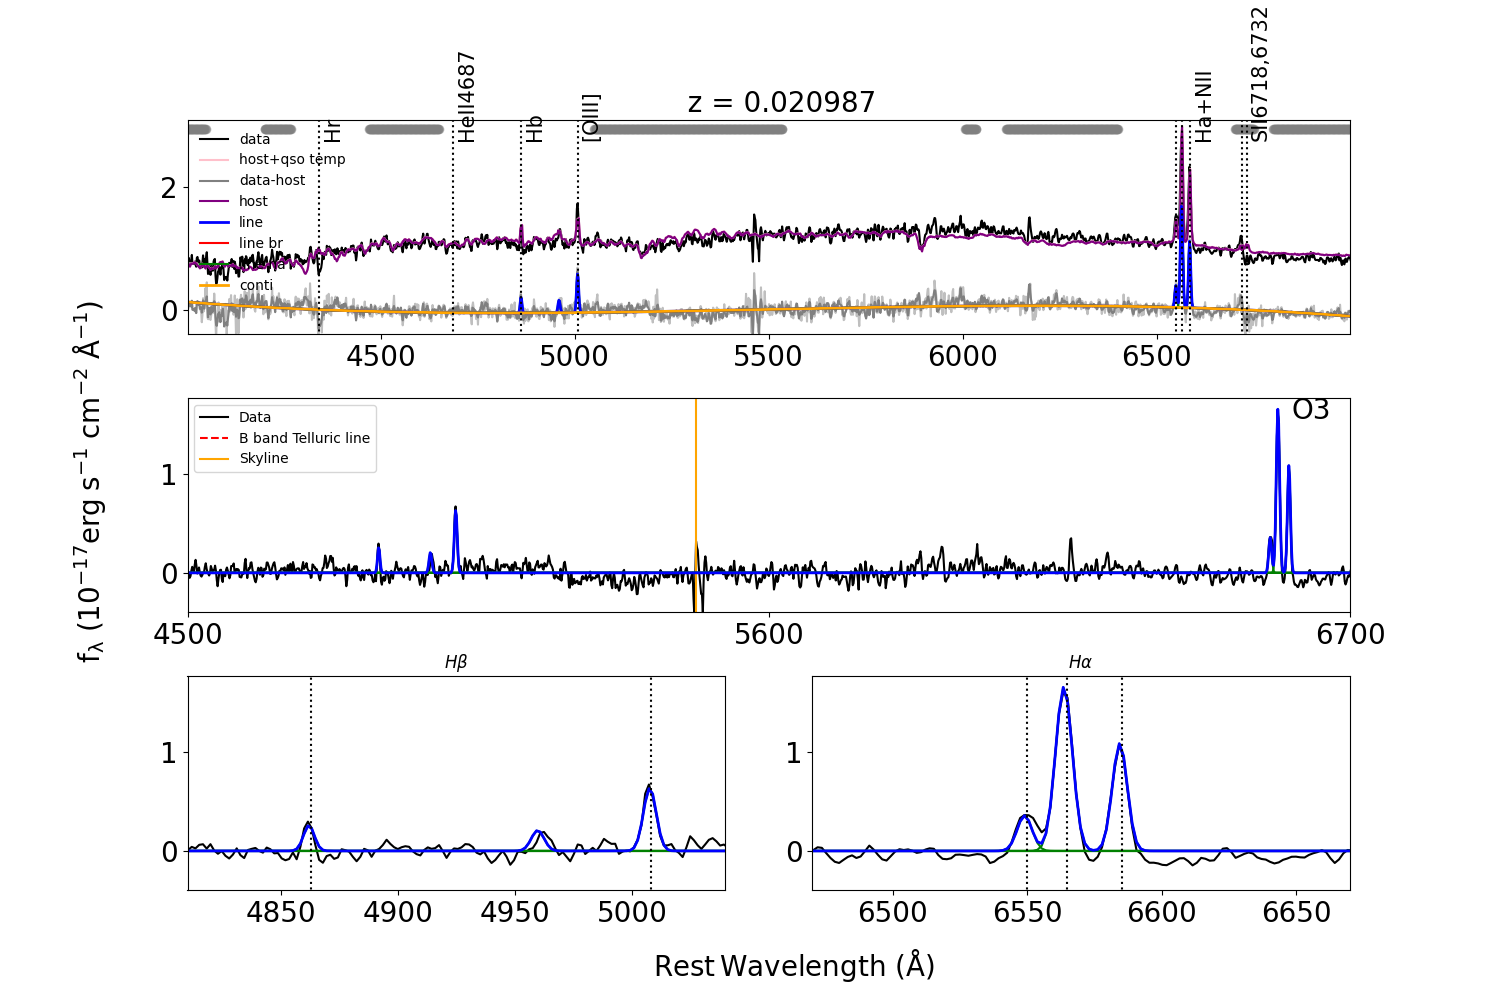 z = 0.020987
Hr
HeII4687
Hb
[OIII]
Ha+NII
SII6718,6732
data
host+qso temp
data-host
host
line
line br
conti
2
0
4500
5000
5500
6000
6500
Data
B band Telluric line
Skyline
O3
1
0
4500
5600
6700
fλ (10⁻¹⁷erg s⁻¹ cm⁻² Å⁻¹)
Hβ
1
0
4850
4900
4950
5000
Hα
1
0
6500
6550
6600
6650
Rest Wavelength (Å)